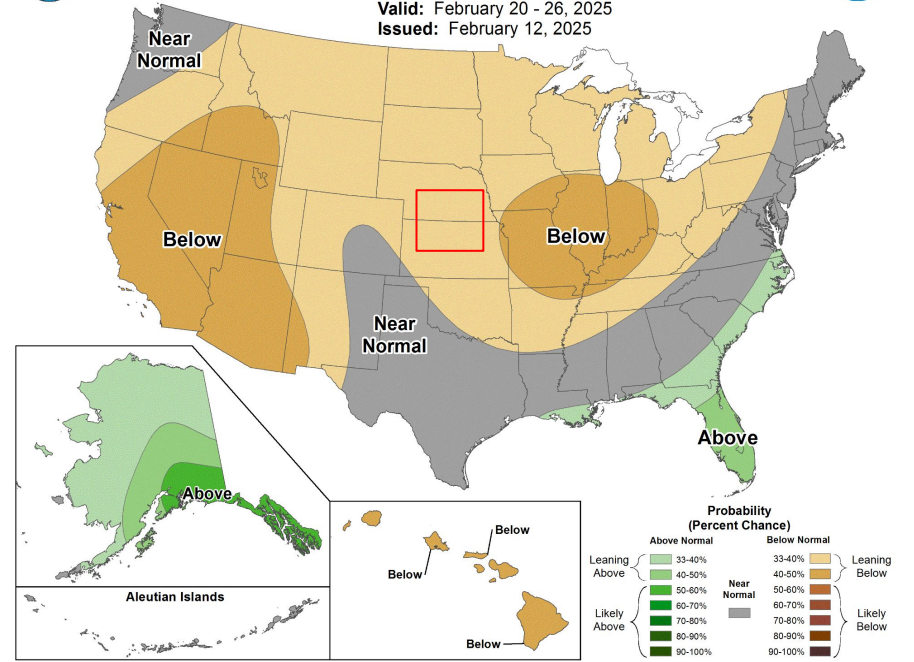 Valid: February 20 - 26, 2025
Issued: February 12, 2025
Near
Normal
Below
Below
Near
Normal
Above
Above
Aleutian Islands
Below
Below
Below
Probability
(Percent Chance)
Above Normal
Below Normal
Leaning
Above
33-40%
40-50%
Likely
Above
50-60%
60-70%
70-80%
80-90%
90-100%
Near
Normal
33-40%
40-50%
Leaning
Below
50-60%
60-70%
70-80%
80-90%
90-100%
Likely
Below